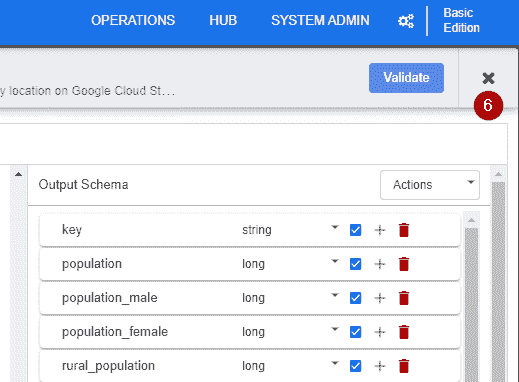 OPERATIONS HUB SYSTEM ADMIN Basic Edition
y location on Google Cloud St...
Validate
6
Output Schema Actions
key string
population long
population_male long
population_female long
rural_population long